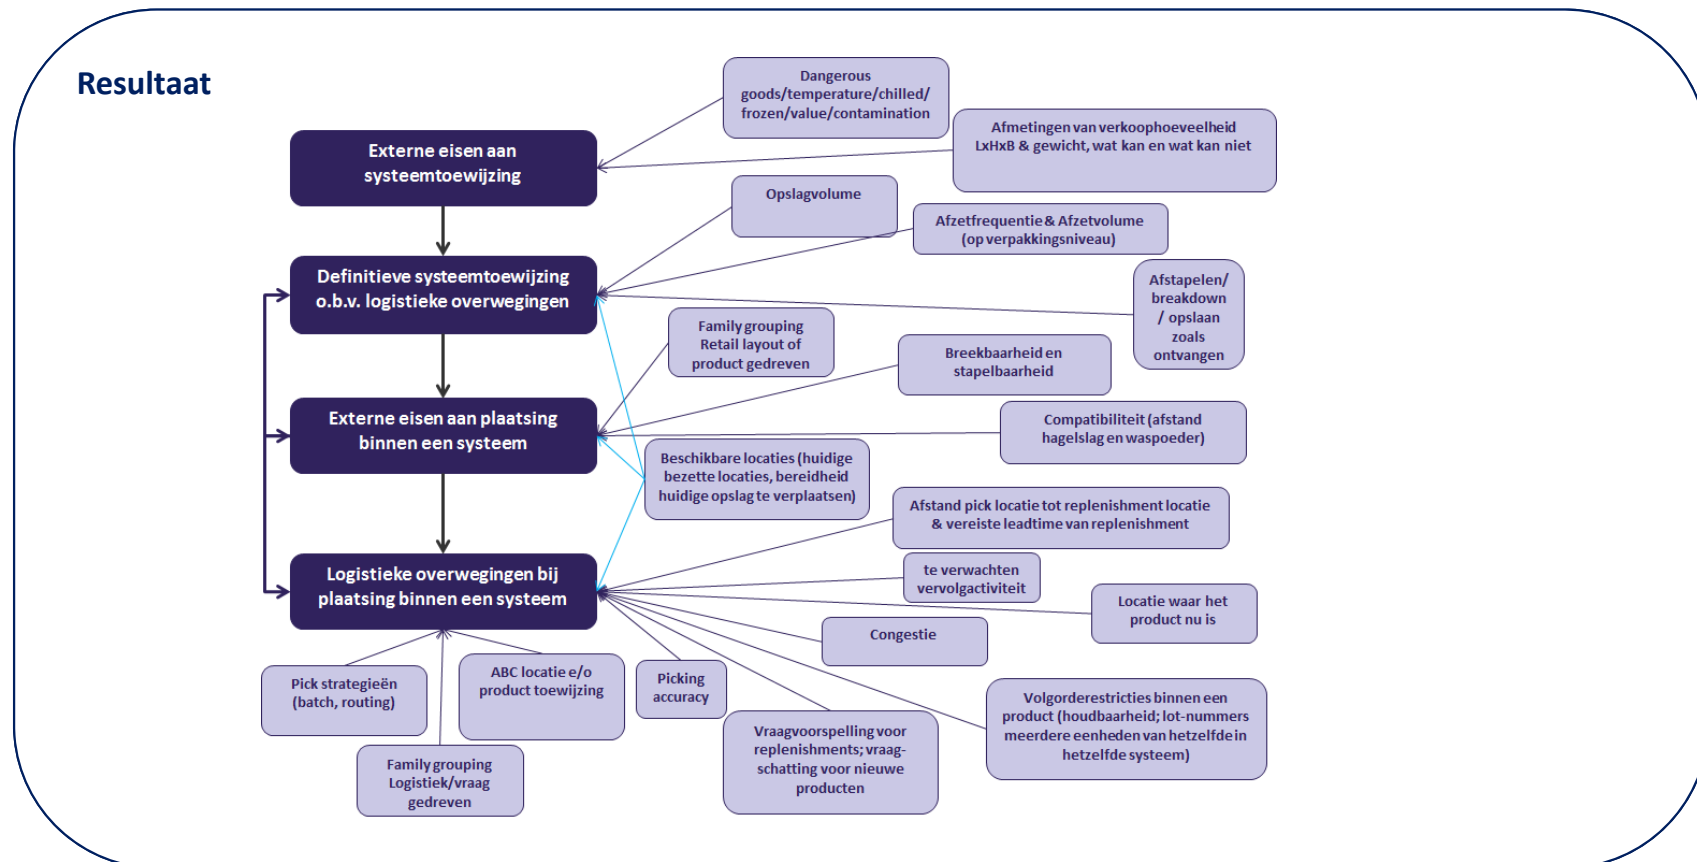 Resultaat
Dangerous
goods/temperature/chilled/
frozen/value/contamination
Afmetingen van verkoophoeveelheid
LxHxB & gewicht, wat kan en wat kan niet
Externe eisen aan
systeemtoewijzing
Opslagvolume
Afzetfrequentie & Afzetvolume
(op verpakkingsniveau)
Definitieve systeemtoewijzing
o.b.v. logistieke overwegingen
Afstapelen/
breakdown
/ opslaan
zoals
ontvangen
Family grouping
Retail layout of
product gedreven
Breekbaarheid en
stapelbaarheid
Externe eisen aan plaatsing
binnen een systeem
Compatibiliteit (afstand
hagelslag en waspoeder)
Beschikbare locaties (huidige
bezette locaties, bereidheid
huidige opslag te verplaatsen)
Afstand pick locatie tot replenishment locatie
& vereiste leadtime van replenishment
Logistieke overwegingen bij
plaatsing binnen een systeem
te verwachten
vervolgactiviteit
Locatie waar het
product nu is
Congestie
Pick strategieën
(batch, routing)
ABC locatie e/o
product toewijzing
Picking
accuracy
Volgorderestricties binnen een
product (houdbaarheid; lot-nummers
meerdere eenheden van hetzelfde in
hetzelfde systeem)
Vraagvoorspelling voor
replenishments; vraag-
schatting voor nieuwe
producten
Family grouping
Logistiek/vraag
gedreven